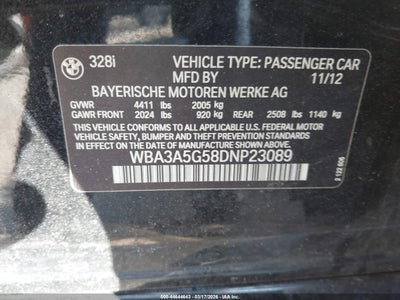 328i VEHICLE TYPE: PASSENGER CAR
MFD BY 11/12
BAYERISCHE MOTOREN WERKE AG
GVWR 4411 lbs 2005 kg
GAWR FRONT 2024 lbs 920 kg GAWR REAR 2508 lbs 1140 kg
THIS VEHICLE CONFORMS TO ALL APPLICABLE U.S. FEDERAL MOTOR
VEHICLE SAFETY, BUMPER, AND THEFT PREVENTION STANDARDS
IN EFFECT ON THE DATE OF MANUFACTURE SHOWN ABOVE.
WBA3A5G58DNP23089